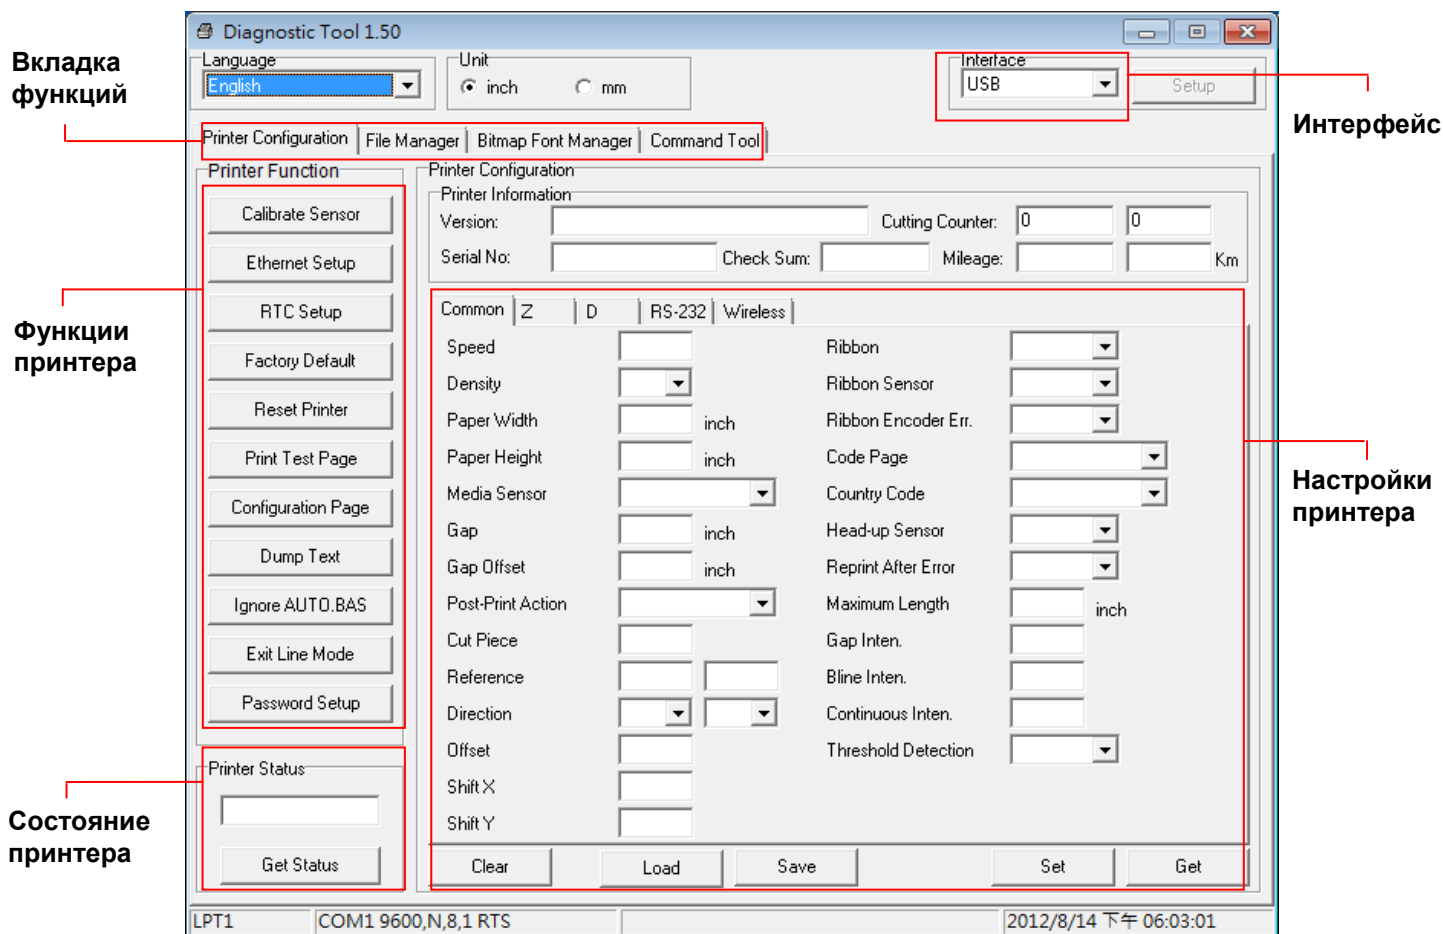 Diagnostic Tool 1.50
Language
English
Unit
inch
mm
Interface
USB
Setup
Вкладка
функций
Интерфейс
Printer Configuration
File Manager
Bitmap Font Manager
Command Tool
Printer Function
Calibrate Sensor
Ethernet Setup
RTC Setup
Factory Default
Reset Printer
Print Test Page
Configuration Page
Dump Text
Ignore AUTO.BAS
Exit Line Mode
Password Setup
Функции
принтера
Printer Configuration
Printer Information
Version:
Cutting Counter:
0
0
Serial No:
Check Sum:
Mileage:
Km
Common
Z
D
RS-232
Wireless
Speed
Density
Paper Width
inch
Paper Height
inch
Media Sensor
Gap
inch
Gap Offset
inch
Post-Print Action
Cut Piece
Reference
Direction
Offset
Shift X
Shift Y
Ribbon
Ribbon Sensor
Ribbon Encoder Err.
Code Page
Country Code
Head-up Sensor
Reprint After Error
Maximum Length
inch
Gap Inten.
Bline Inten.
Continuous Inten.
Threshold Detection
Настройки
принтера
Printer Status
Get Status
Состояние
принтера
Clear
Load
Save
Set
Get
LPT1
COM1 9600,N,8,1 RTS
2012/8/14 下午 06:03:01